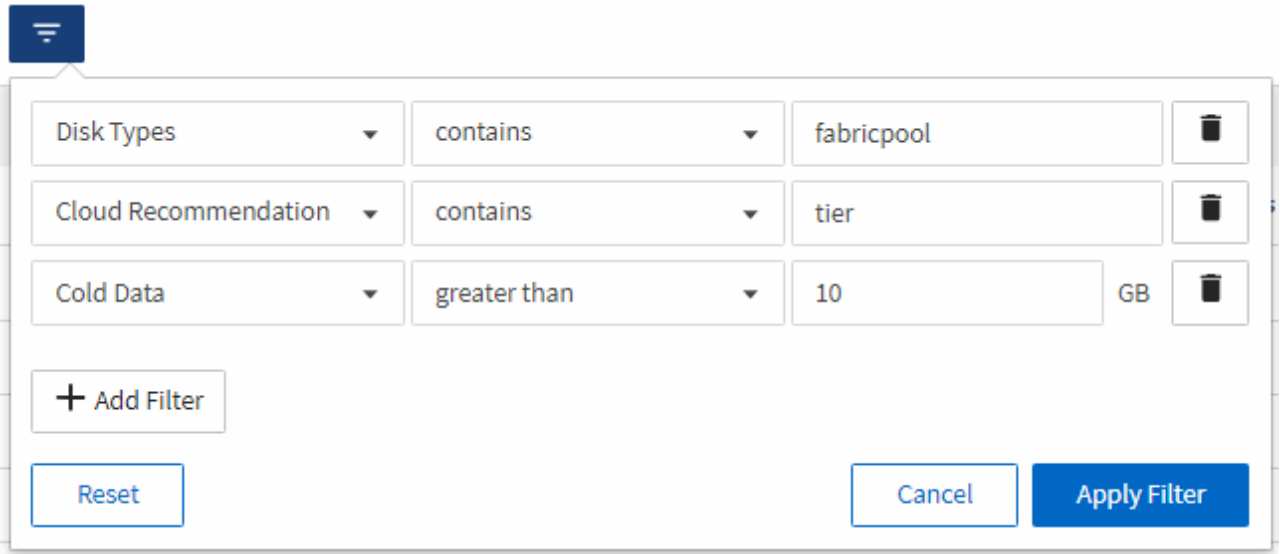 Disk Types contains fabricpool
Cloud Recommendation contains tier
Cold Data greater than 10 GB
Add Filter
Reset Cancel Apply Filter